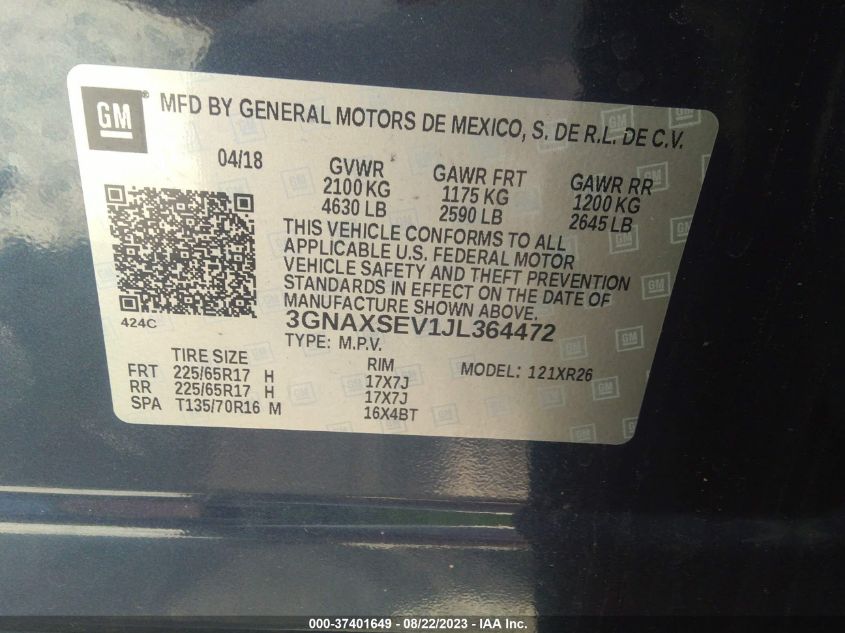 GM
MFD BY GENERAL MOTORS DE MEXICO, S. DE R.L. DE C.V.
04/18
GVWR
2100 KG
4630 LB
GAWR FRT
1175 KG
2590 LB
GAWR RR
1200 KG
2645 LB
THIS VEHICLE CONFORMS TO ALL
APPLICABLE U.S. FEDERAL MOTOR
VEHICLE SAFETY AND THEFT PREVENTION
STANDARDS IN EFFECT ON THE DATE OF
MANUFACTURE SHOWN ABOVE.
424C
3GNAXSEV1JL364472
TYPE: M.P.V.
TIRE SIZE RIM MODEL: 121XR26
FRT 225/65R17 H 17X7J
RR 225/65R17 H 17X7J
SPA T135/70R16 M 16X4BT
000-37401649 - 08/22/2023 - IAA Inc.